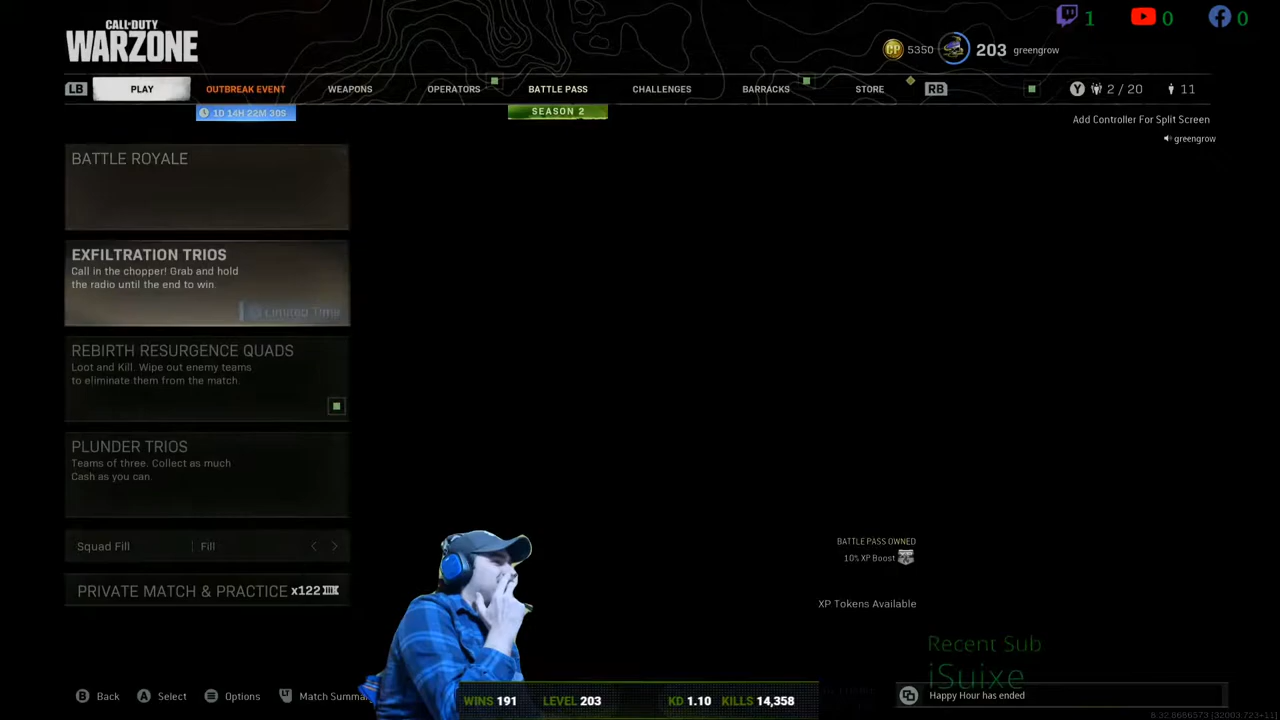 CALL OF DUTY
WARZONE
1
0
0
CP 5350
203 greengrow
LB
PLAY
OUTBREAK EVENT
WEAPONS
OPERATORS
BATTLE PASS
CHALLENGES
BARRACKS
STORE
RB
Y
2 / 20
11
1D 14H 22M 30S
SEASON 2
Add Controller For Split Screen
greengrow
BATTLE ROYALE
EXFILTRATION TRIOS
Call in the chopper! Grab and hold
the radio until the end to win.
Limited Time
REBIRTH RESURGENCE QUADS
Loot and Kill. Wipe out enemy teams
to eliminate them from the match.
PLUNDER TRIOS
Teams of three. Collect as much
Cash as you can.
Squad Fill
Fill
PRIVATE MATCH & PRACTICE x122
BATTLE PASS OWNED
10% XP Boost
XP Tokens Available
Recent Sub
iSuixe
Happy Hour has ended
B Back
A Select
Options
LT Match Summa
WINS 191 LEVEL 203 KD 1.10 KILLS 14,358